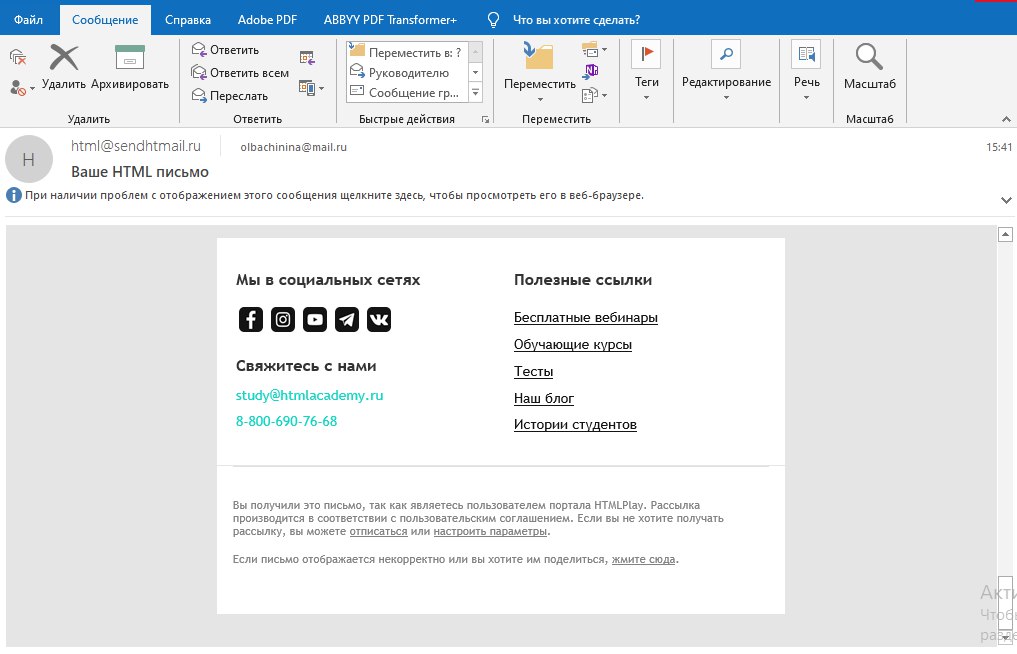 Файл Сообщение Справка Adobe PDF ABBYY PDF Transformer+ Что вы хотите сделать?
Удалить Архивировать
Удалить
Ответить
Ответить всем
Переслать
Ответить
Переместить в: ?
Руководителю
Сообщение гр...
Быстрые действия
Переместить
Переместить
Теги
Редактирование
Речь
Масштаб
Масштаб
H
html@sendhtmail.ru olbachinina@mail.ru 15:41
Ваше HTML письмо
При наличии проблем с отображением этого сообщения щелкните здесь, чтобы просмотреть его в веб-браузере.
Мы в социальных сетях
Свяжитесь с нами
study@htmlacademy.ru
8-800-690-76-68
Полезные ссылки
Бесплатные вебинары
Обучающие курсы
Тесты
Наш блог
Истории студентов
Вы получили это письмо, так как являетесь пользователем портала HTMLPlay. Рассылка
производится в соответствии с пользовательским соглашением. Если вы не хотите получать
рассылку, вы можете отписаться или настроить параметры.
Если письмо отображается некорректно или вы хотите им поделиться, жмите сюда.